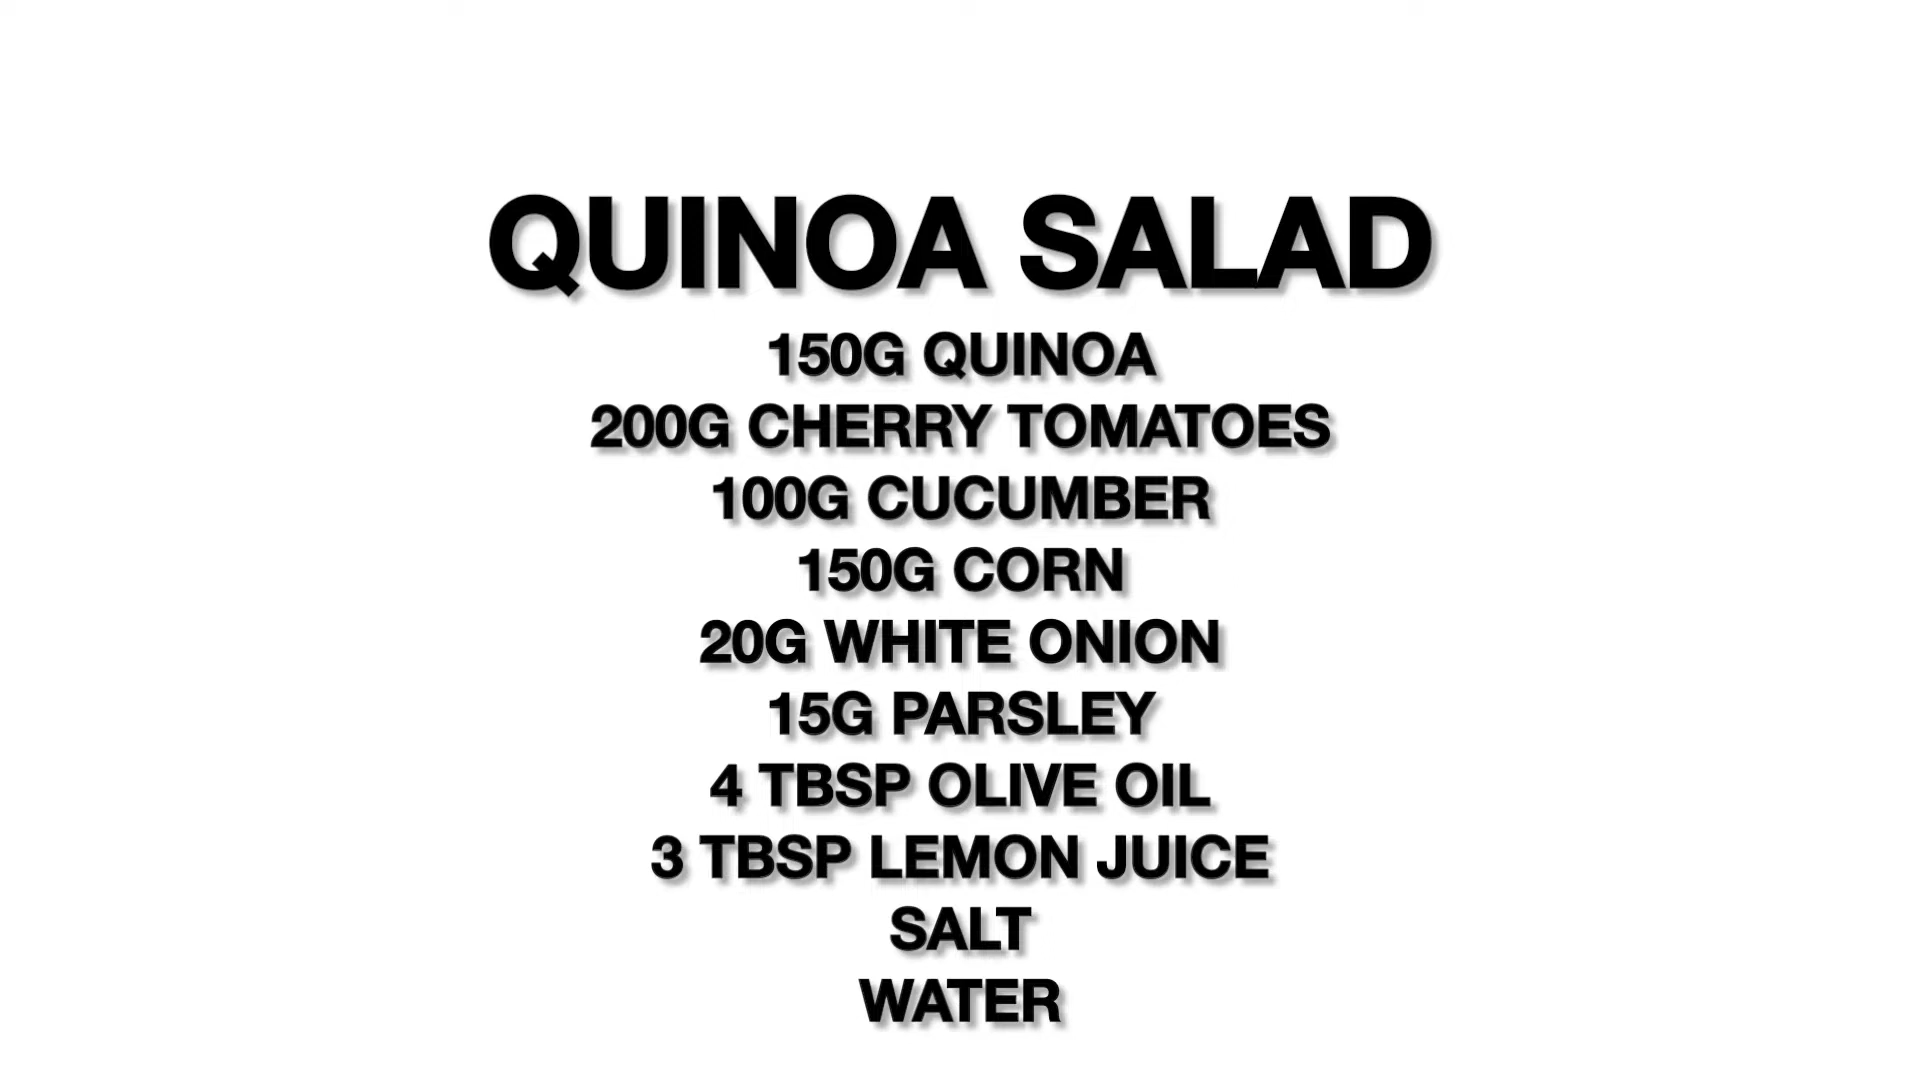 QUINOA SALAD
150G QUINOA
200G CHERRY TOMATOES
100G CUCUMBER
150G CORN
20G WHITE ONION
15G PARSLEY
4 TBSP OLIVE OIL
3 TBSP LEMON JUICE
SALT
WATER